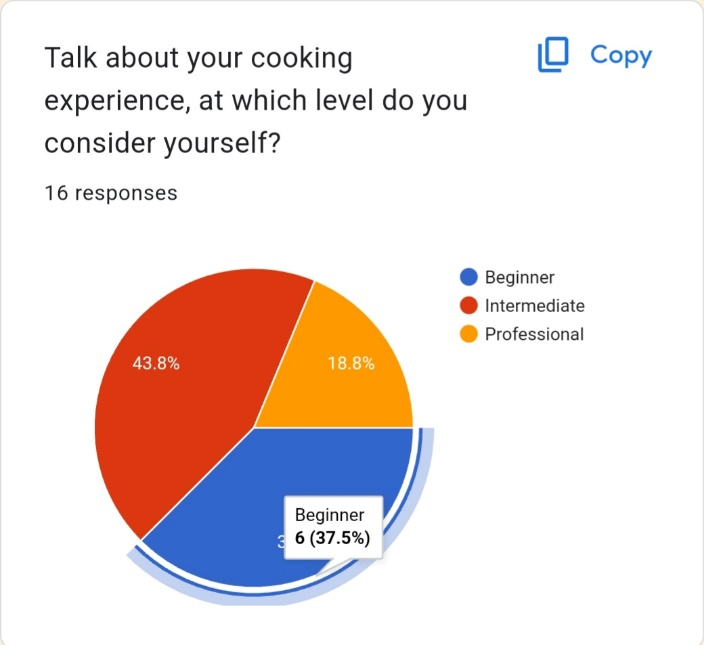 Talk about your cooking
experience, at which level do you
consider yourself?
Copy
16 responses
Beginner
Intermediate
Professional
43.8%
18.8%
Beginner
6 (37.5%)